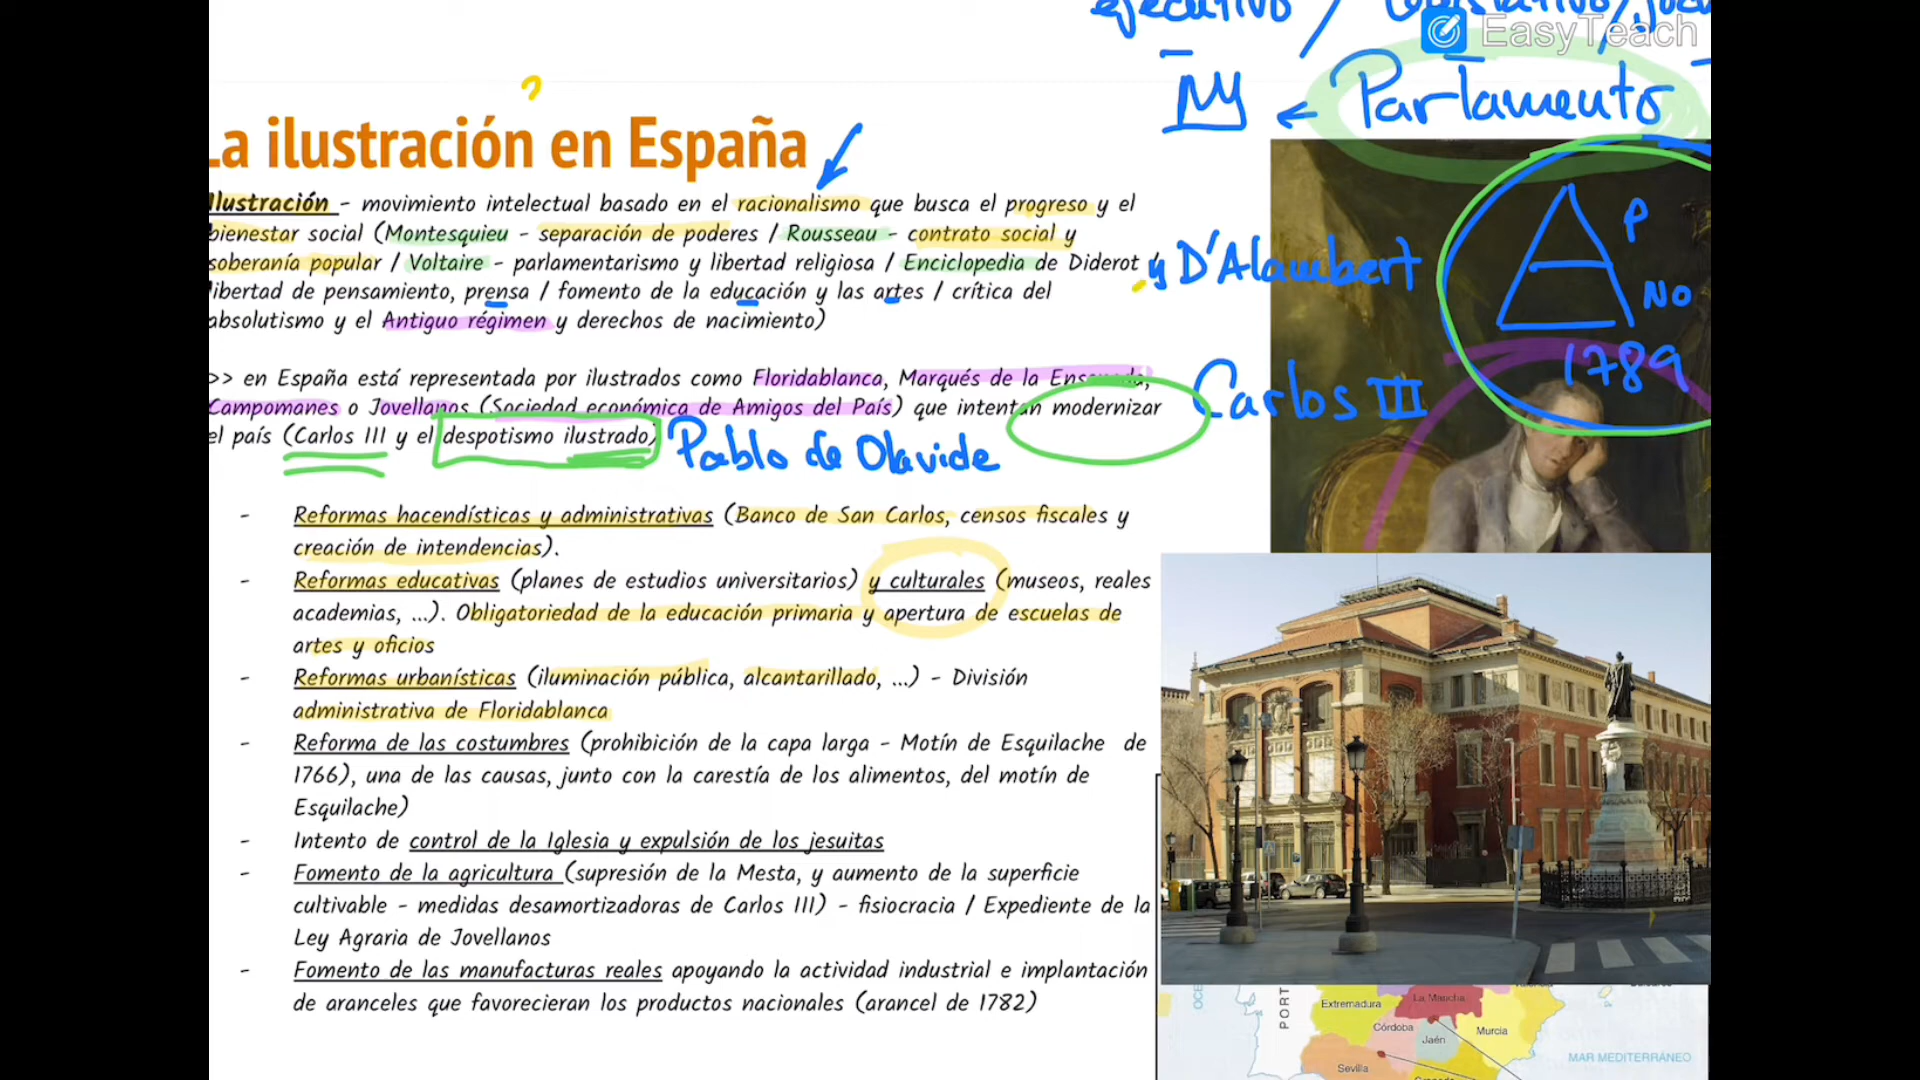 ejecutivo /
EasyTeach
← Parlamento
La ilustración en España
Ilustración - movimiento intelectual basado en el racionalismo que busca el progreso y el
bienestar social (Montesquieu - separación de poderes / Rousseau - contrato social y
soberanía popular / Voltaire - parlamentarismo y libertad religiosa / Enciclopedia de Diderot / y D'Alambert
libertad de pensamiento, prensa / fomento de la educación y las artes / crítica del
absolutismo y el Antiguo régimen y derechos de nacimiento)
P
NO
1789
>> en España está representada por ilustrados como Floridablanca, Marqués de la Ensenada,
Campomanes o Jovellanos (Sociedad económica de Amigos del País) que intentan modernizar
el país (Carlos III y el despotismo ilustrado)
Carlos III
Pablo de Olavide
- Reformas hacendísticas y administrativas (Banco de San Carlos, censos fiscales y
creación de intendencias).
- Reformas educativas (planes de estudios universitarios) y culturales (museos, reales
academias, ...). Obligatoriedad de la educación primaria y apertura de escuelas de
artes y oficios
- Reformas urbanísticas (iluminación pública, alcantarillado, ...) - División
administrativa de Floridablanca
- Reforma de las costumbres (prohibición de la capa larga - Motín de Esquilache de
1766), una de las causas, junto con la carestía de los alimentos, del motín de
Esquilache)
- Intento de control de la Iglesia y expulsión de los jesuitas
- Fomento de la agricultura (supresión de la Mesta, y aumento de la superficie
cultivable - medidas desamortizadoras de Carlos III) - fisiocracia / Expediente de la
Ley Agraria de Jovellanos
- Fomento de las manufacturas reales apoyando la actividad industrial e implantación
de aranceles que favorecieran los productos nacionales (arancel de 1782)
PORT
Extremadura
La Mancha
Córdoba
Jaén
Murcia
Sevilla
MAR MEDITERRÁNEO